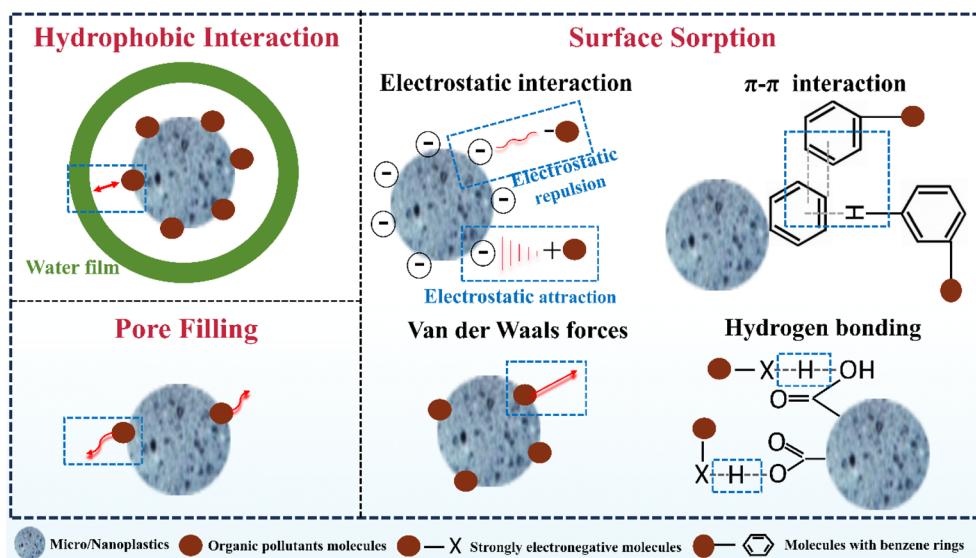 Hydrophobic Interaction
Water film
Pore Filling
Surface Sorption
Electrostatic interaction
-
-
-
-
-
-
-
-
Electrostatic
repulsion
-
+
Electrostatic attraction
π-π interaction
H
Van der Waals forces
Hydrogen bonding
X H OH
O
X H O
O
Micro/Nanoplastics
Organic pollutants molecules
X Strongly electronegative molecules
Molecules with benzene rings